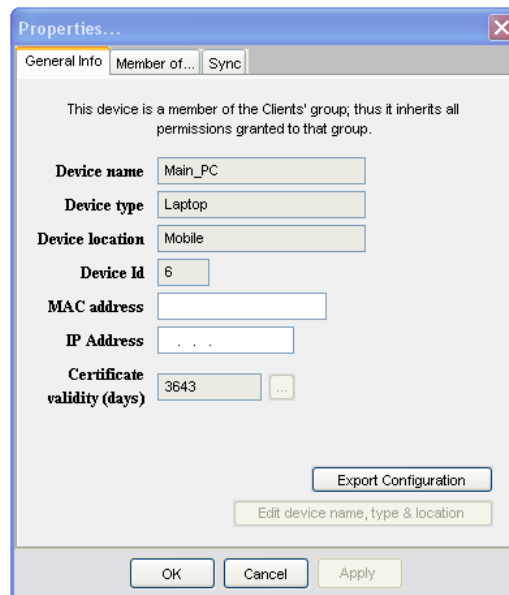 Properties...
General Info Member of... Sync
This device is a member of the Clients' group; thus it inherits all
permissions granted to that group.
Device name Main_PC
Device type Laptop
Device location Mobile
Device Id 6
MAC address
IP Address . . .
Certificate
validity (days) 3643 ...
Export Configuration
Edit device name, type & location
OK Cancel Apply